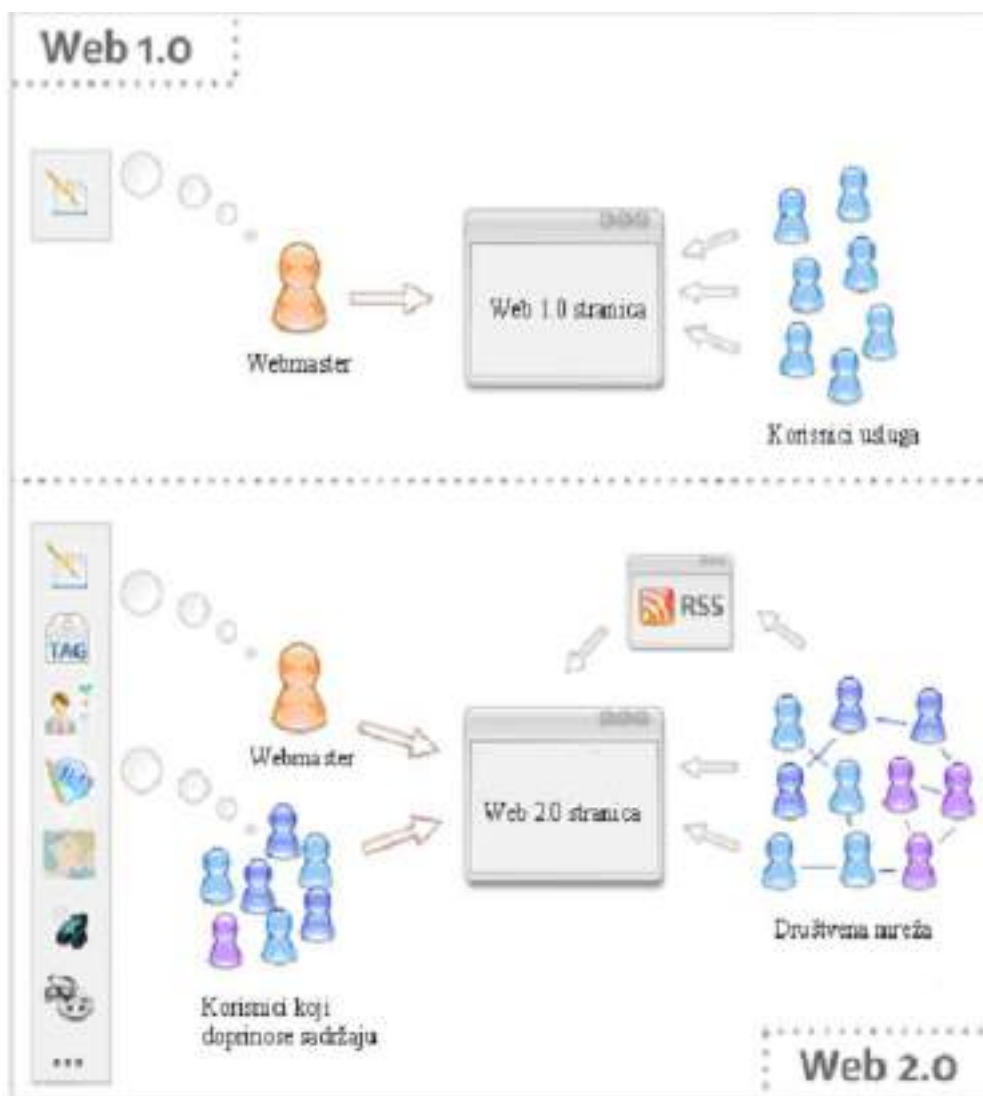 Web 1.0
Web 1.0 stranica
Webmaster
Korisnici usluga
TAG
RSS
Webmaster
Web 2.0 stranica
Društvena mreža
Korisnici koji
doprinose sadržaju
...
Web 2.0